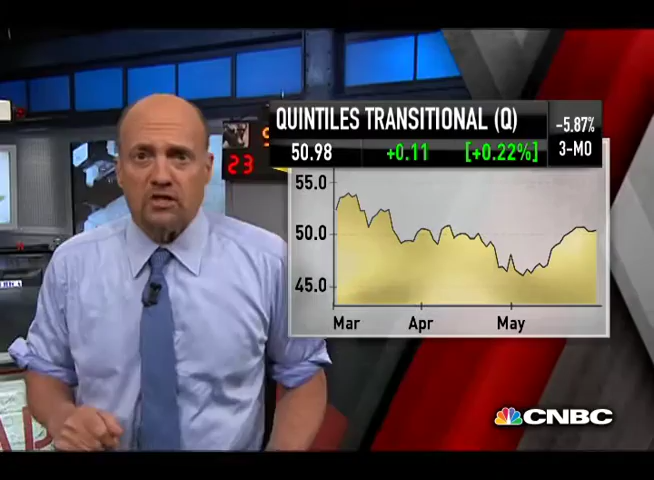 QUINTILES TRANSITIONAL (Q)
-5.87%
3-MO
50.98 +0.11 [+0.22%]
55.0
50.0
45.0
Mar Apr May
23
CNBC